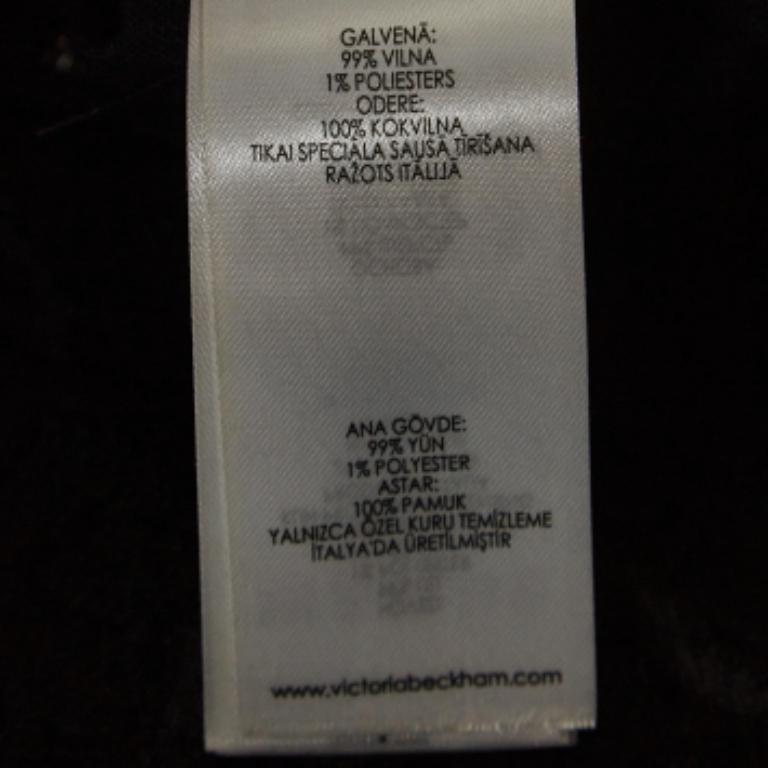 GALVENĀ:
99% VILNA
1% POLIESTERS
ODERE:
100% KOKVILNA
TIKAI SPECIĀLA SAUSĀ TĪRĪŠANA
RAŽOTS ITĀLIJĀ
ANA GÖVDE:
99% YÜN
1% POLYESTER
ASTAR:
100% PAMUK
YALNIZCA ÖZEL KURU TEMİZLEME
İTALYA'DA ÜRETİLMİŞTİR
www.victoriabeckham.com